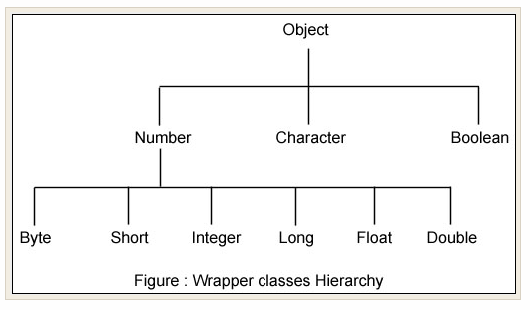 Object
Number Character Boolean
Byte Short Integer Long Float Double
Figure : Wrapper classes Hierarchy